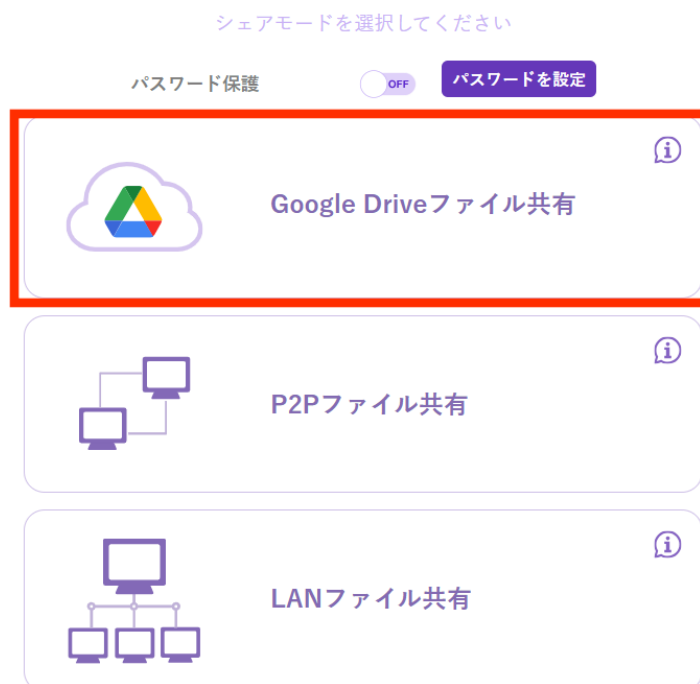 シェアモードを選択してください
パスワード保護 OFF パスワードを設定
Google Driveファイル共有
P2Pファイル共有
LANファイル共有